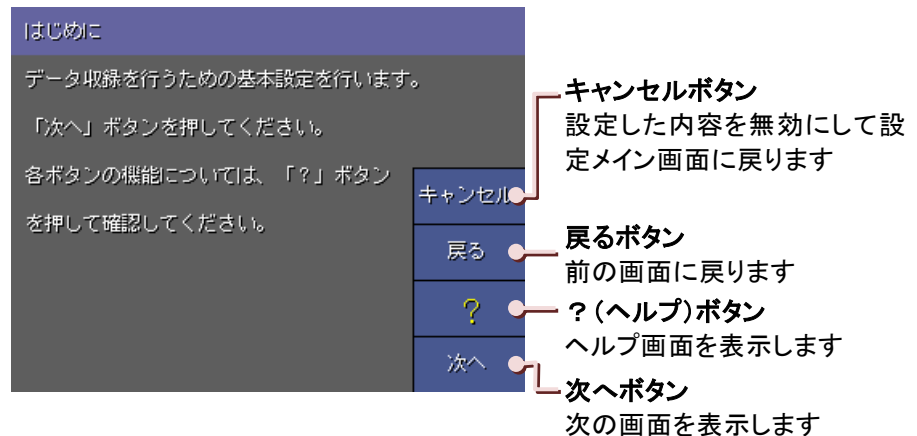 はじめに
データ収録を行うための基本設定を行います。
「次へ」ボタンを押してください。
各ボタンの機能については、「？」ボタン
を押して確認してください。
キャンセル
戻る
？
次へ
キャンセルボタン
設定した内容を無効にして設
定メイン画面に戻ります
戻るボタン
前の画面に戻ります
？（ヘルプ）ボタン
ヘルプ画面を表示します
次へボタン
次の画面を表示します